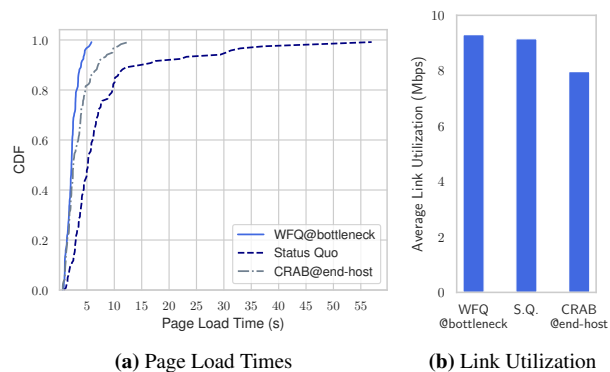 1.0
0.8
0.6
0.4
0.2
0.0
CDF
5 10 15 20 25 30 35 40 45 50 55
Page Load Time (s)
WFQ@bottleneck
Status Quo
CRAB@end-host
(a) Page Load Times
10
8
6
4
2
0
Average Link Utilization (Mbps)
WFQ
@bottleneck
S.Q.
CRAB
@end-host
(b) Link Utilization